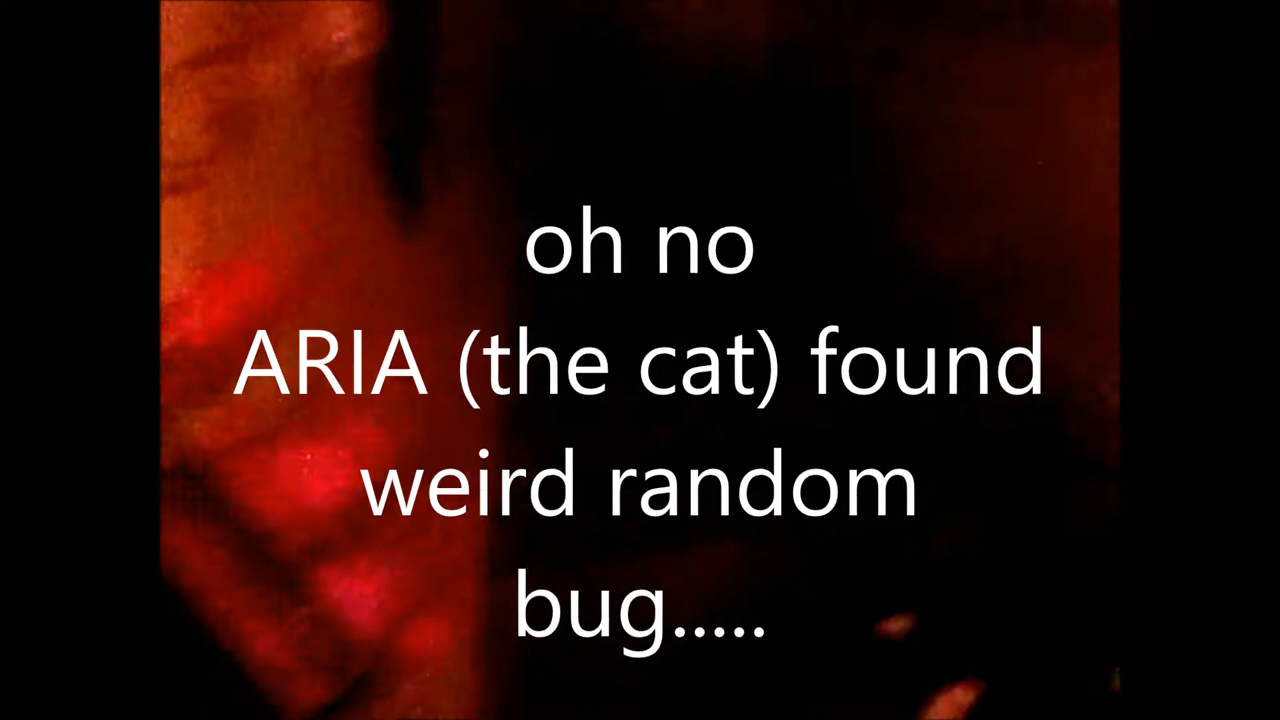 oh no
ARIA (the cat) found
weird random
bug.....